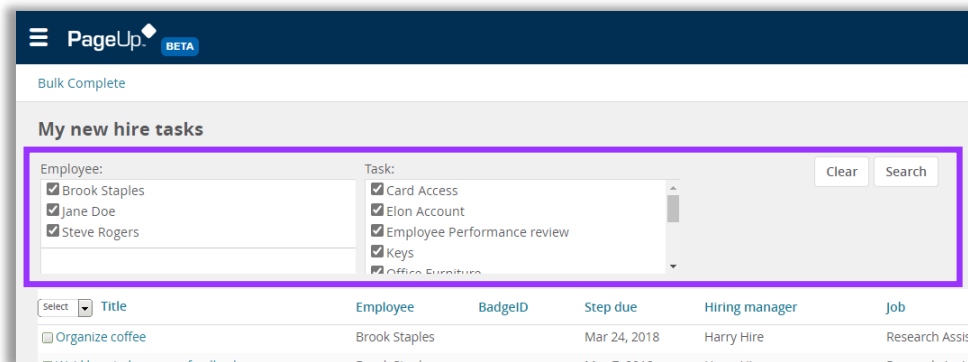 PageUp BETA
Bulk Complete
My new hire tasks
Employee: Task: Clear Search
Brook Staples Card Access
Jane Doe Elon Account
Steve Rogers Employee Performance review
Keys
Office Furniture
Select Title Employee BadgeID Step due Hiring manager Job
Organize coffee Brook Staples Mar 24, 2018 Harry Hire Research Assis